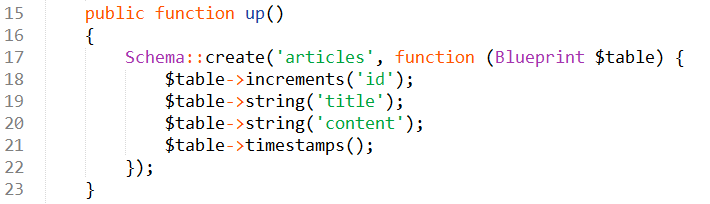 15 public function up()
16 {
17 Schema::create('articles', function (Blueprint $table) {
18 $table->increments('id');
19 $table->string('title');
20 $table->string('content');
21 $table->timestamps();
22 });
23 }